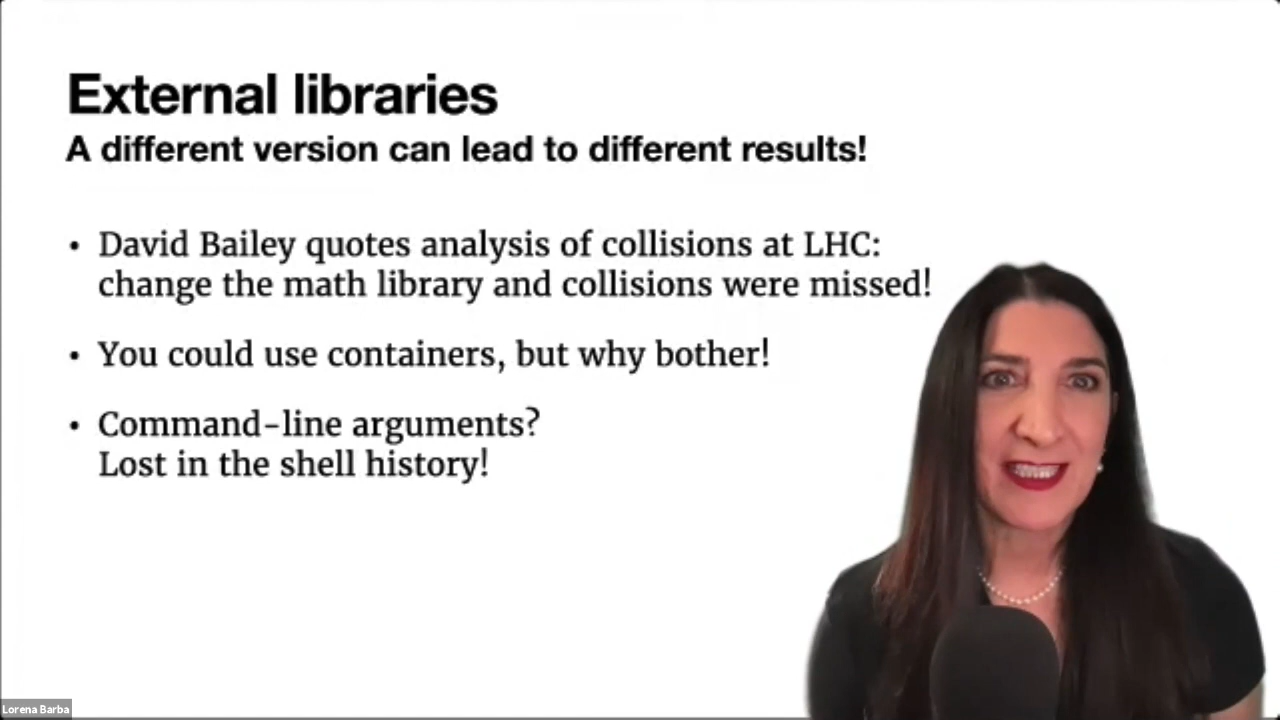 External libraries
A different version can lead to different results!
• David Bailey quotes analysis of collisions at LHC:
change the math library and collisions were missed!
• You could use containers, but why bother!
• Command-line arguments?
Lost in the shell history!
Lorena Barba